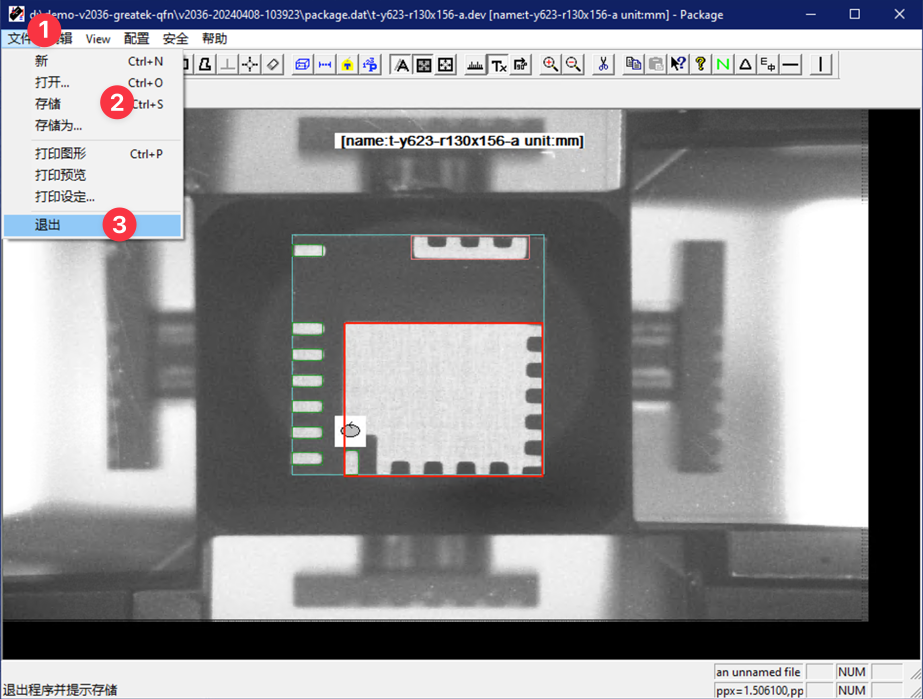 d:\demo-v2036-greatek-qfn\v2036-20240408-103923\package.dat\t-y623-r130x156-a.dev [name:t-y623-r130x156-a unit:mm] - Package
1
View 配置 安全 帮助
新 Ctrl+N
打开... Ctrl+O
存储 2 Ctrl+S
存储为...
打印图形 Ctrl+P
打印预览
打印设定...
退出 3
[name:t-y623-r130x156-a unit:mm]
an unnamed file NUM
退出程序并提示存储 ppx=1.506100,pp NUM